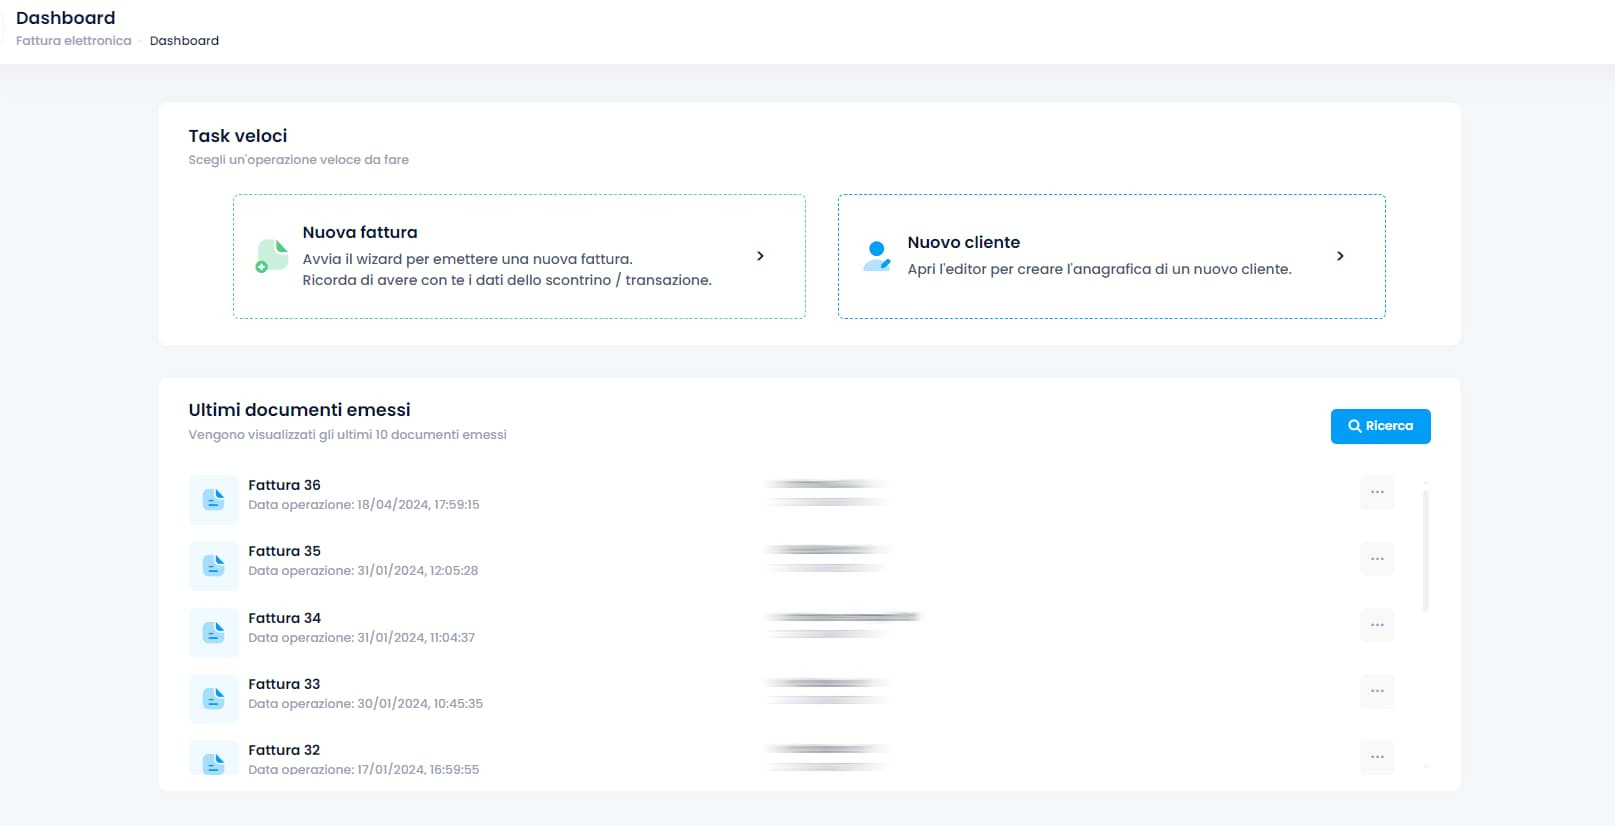 Dashboard
Fattura elettronica Dashboard
Task veloci
Scegli un'operazione veloce da fare
Nuova fattura
Avvia il wizard per emettere una nuova fattura.
Ricorda di avere con te i dati dello scontrino / transazione.
Nuovo cliente
Apri l'editor per creare l'anagrafica di un nuovo cliente.
Ultimi documenti emessi
Vengono visualizzati gli ultimi 10 documenti emessi
Ricerca
Fattura 36
Data operazione: 18/04/2024, 17:59:15
Fattura 35
Data operazione: 31/01/2024, 12:05:28
Fattura 34
Data operazione: 31/01/2024, 11:04:37
Fattura 33
Data operazione: 30/01/2024, 10:45:35
Fattura 32
Data operazione: 17/01/2024, 16:59:55